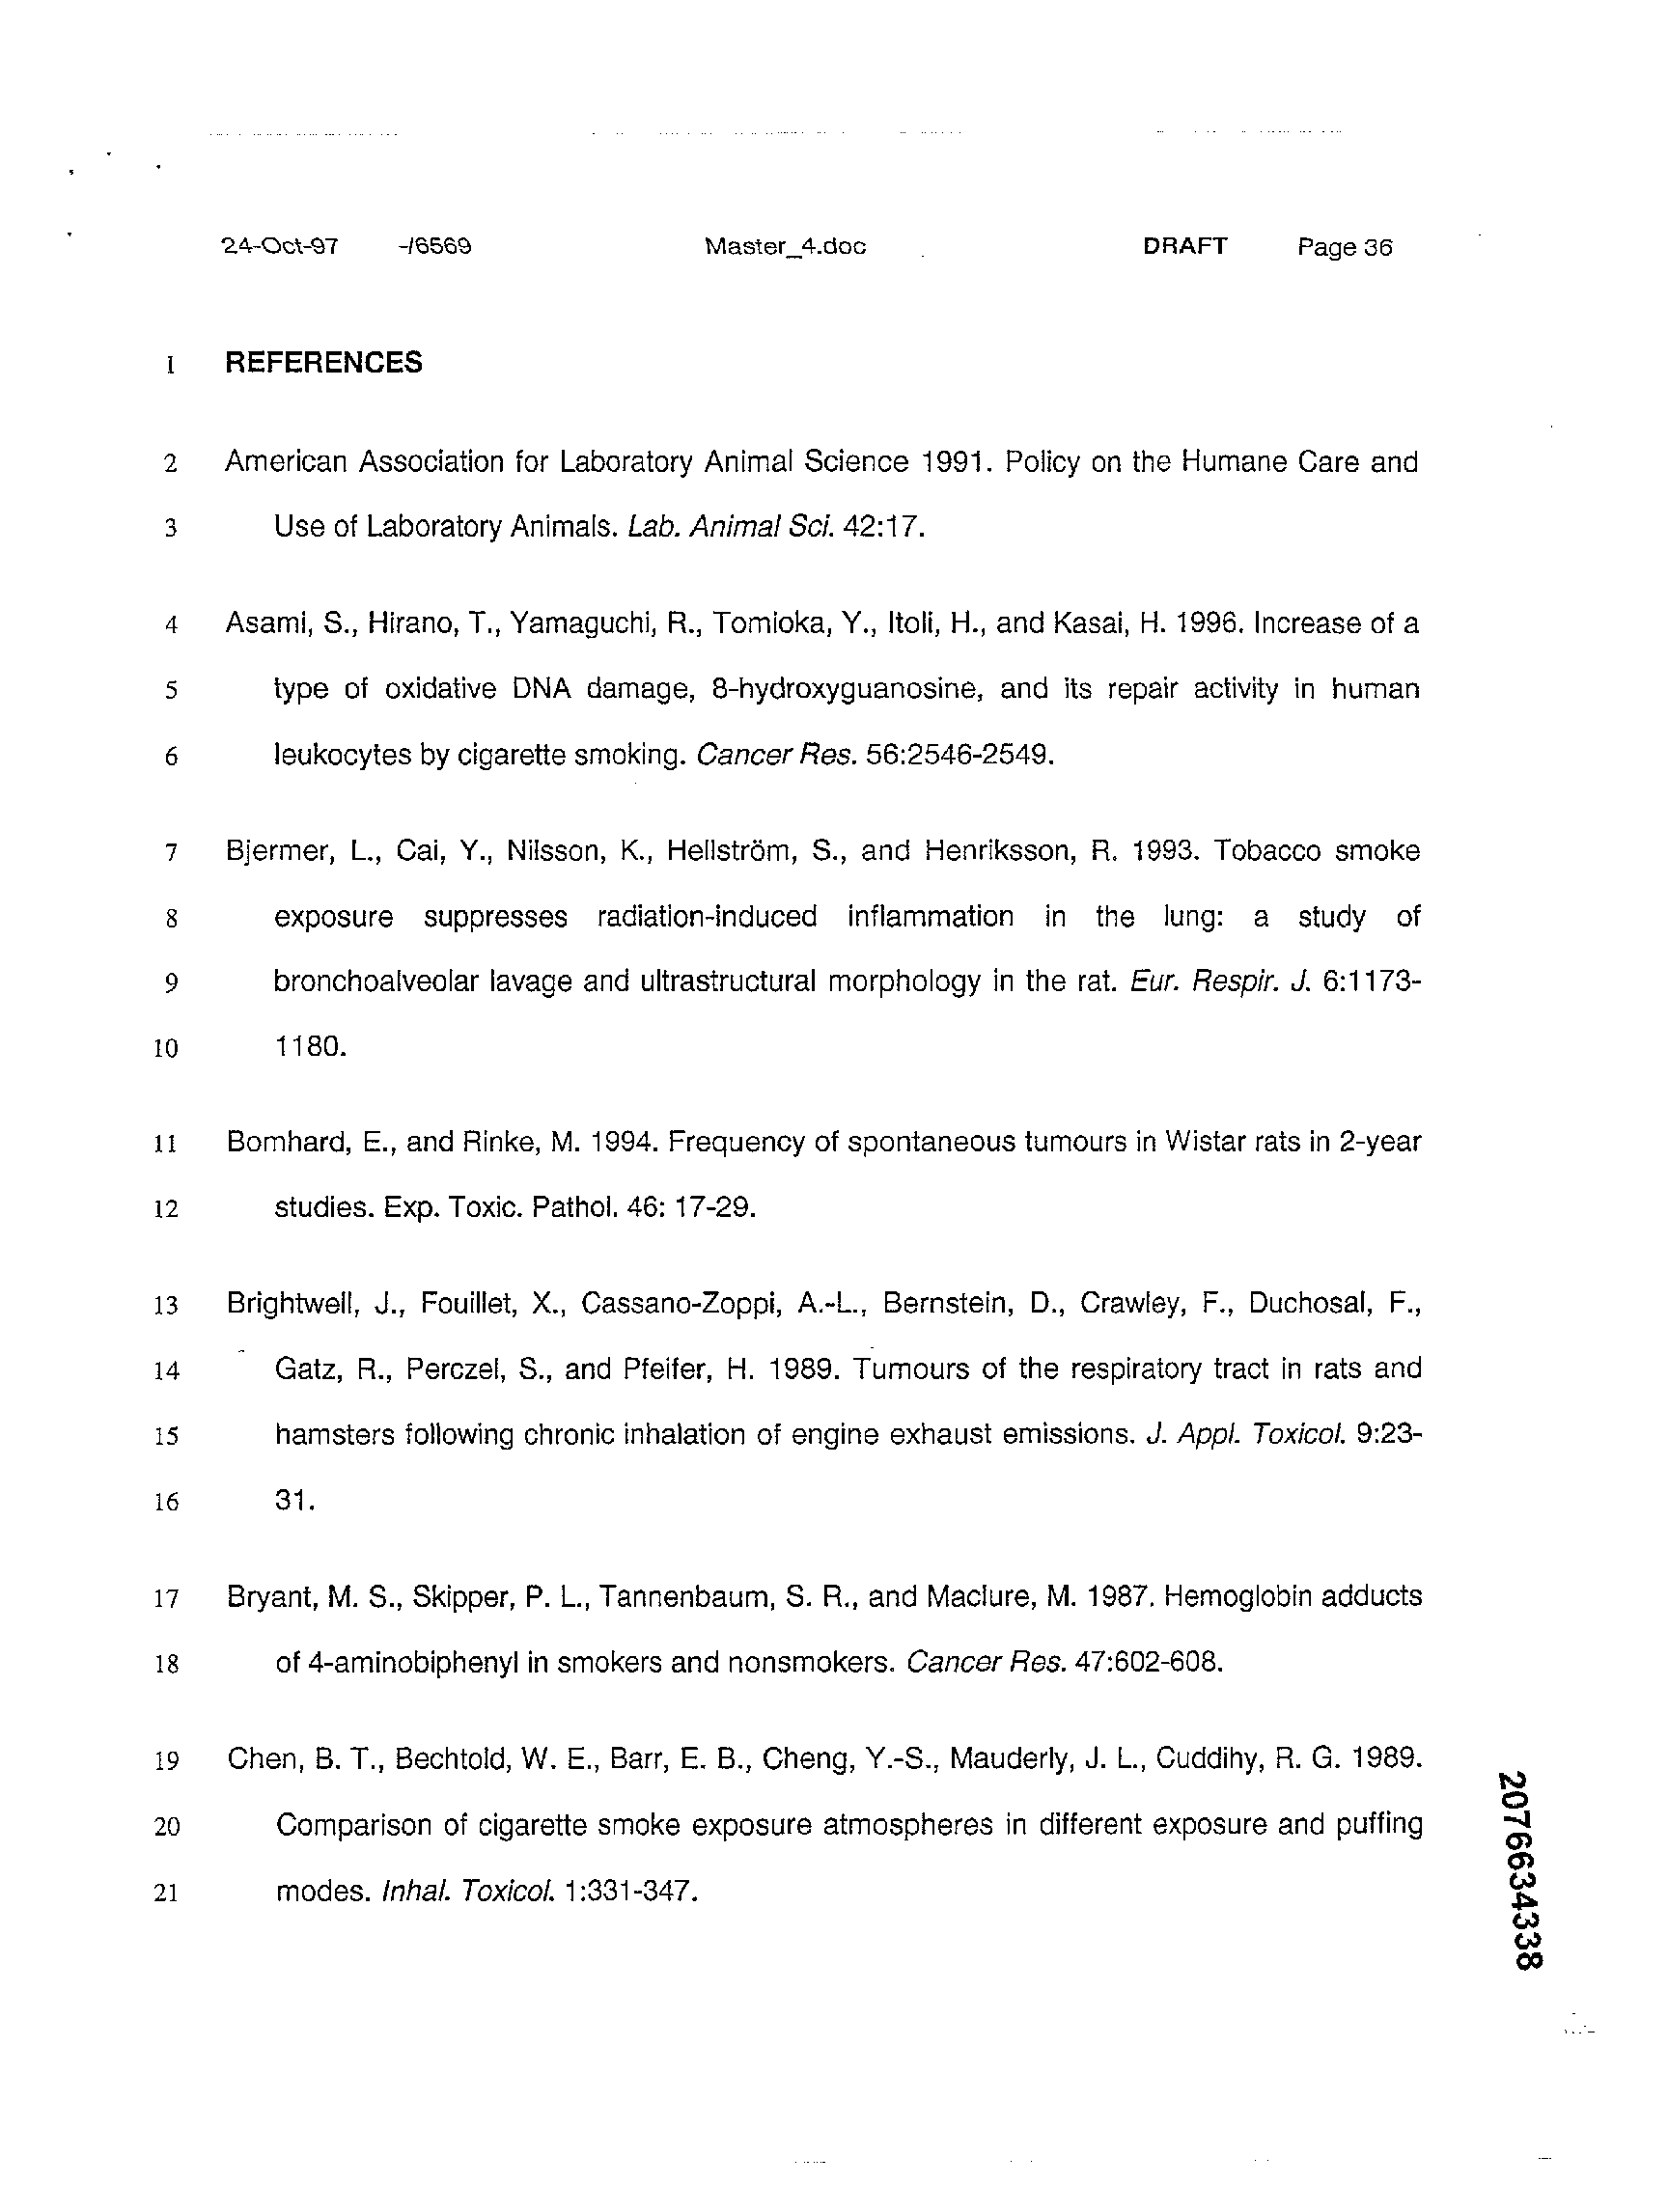 24-Oct-97 -/6569 Master_4.doc DRAFT Page 36
1 REFERENCES
2 American Association for Laboratory Animal Science 1991. Policy on the Humane Care and
3 Use of Laboratory Animals. Lab. Animal Sci. 42:17.
4 Asami, S., Hirano, T., Yamaguchi, R., Tomioka, Y., Itoli, H., and Kasai, H. 1996. Increase of a
5 type of oxidative DNA damage, 8-hydroxyguanosine, and its repair activity in human
6 leukocytes by cigarette smoking. Cancer Res. 56:2546-2549.
7 Bjermer, L., Cai, Y., Nilsson, K., Hellström, S., and Henriksson, R. 1993. Tobacco smoke
8 exposure suppresses radiation-induced inflammation in the lung: a study of
9 bronchoalveolar lavage and ultrastructural morphology in the rat. Eur. Respir. J. 6:1173-
10 1180.
11 Bomhard, E., and Rinke, M. 1994. Frequency of spontaneous tumours in Wistar rats in 2-year
12 studies. Exp. Toxic. Pathol. 46: 17-29.
13 Brightwell, J., Fouillet, X., Cassano-Zoppi, A.-L., Bernstein, D., Crawley, F., Duchosal, F.,
14 Gatz, R., Perczel, S., and Pfeifer, H. 1989. Tumours of the respiratory tract in rats and
15 hamsters following chronic inhalation of engine exhaust emissions. J. Appl. Toxicol. 9:23-
16 31.
17 Bryant, M. S., Skipper, P. L., Tannenbaum, S. R., and Maclure, M. 1987. Hemoglobin adducts
18 of 4-aminobiphenyl in smokers and nonsmokers. Cancer Res. 47:602-608.
19 Chen, B. T., Bechtold, W. E., Barr, E. B., Cheng, Y.-S., Mauderly, J. L., Cuddihy, R. G. 1989.
20 Comparison of cigarette smoke exposure atmospheres in different exposure and puffing
21 modes. Inhal. Toxicol. 1:331-347.
2076634338